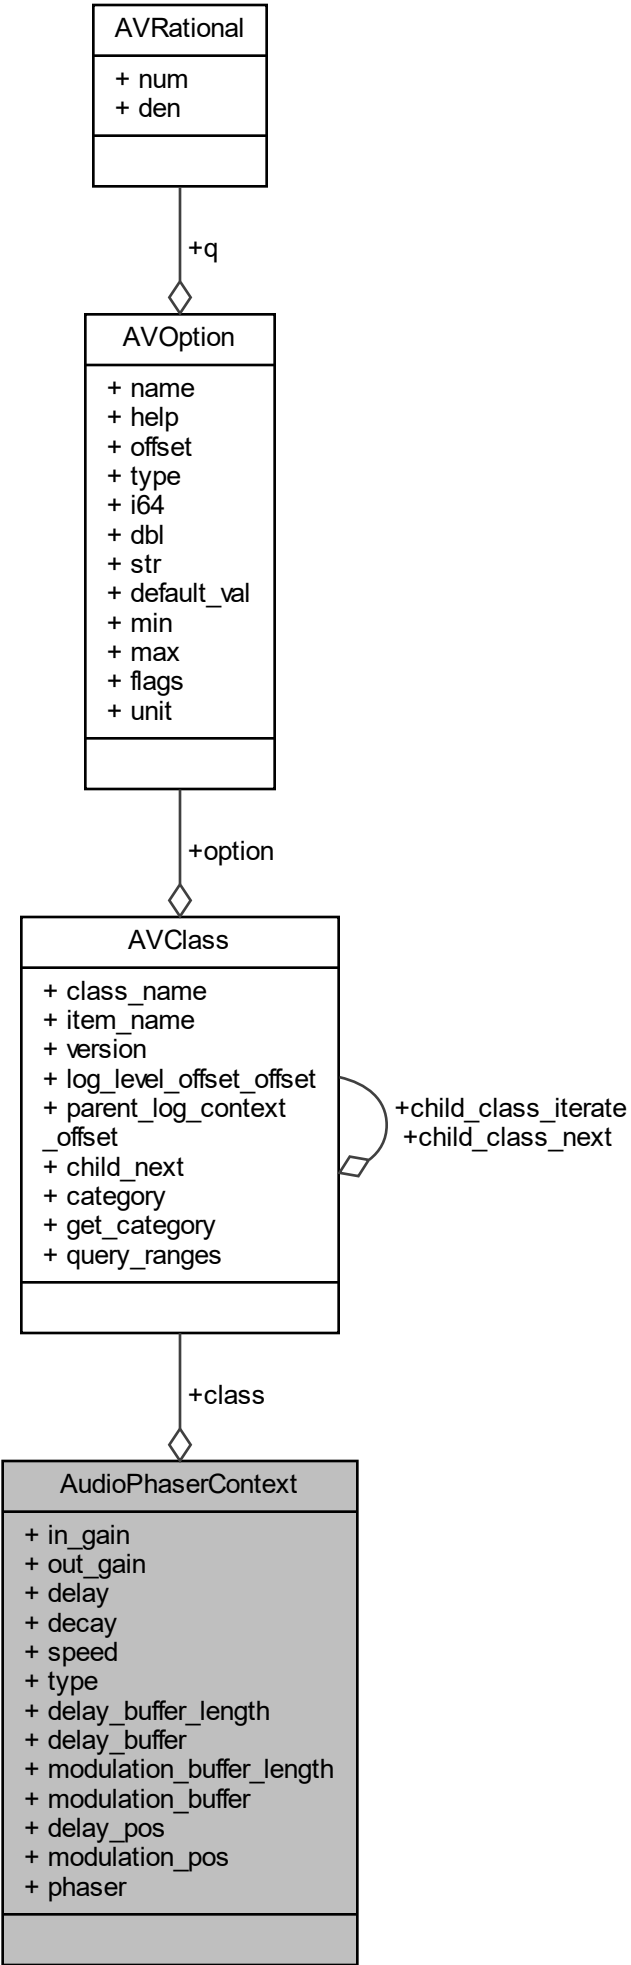 AVRational
+ num
+ den
+q
AVOption
+ name
+ help
+ offset
+ type
+ i64
+ dbl
+ str
+ default_val
+ min
+ max
+ flags
+ unit
+option
AVClass
+ class_name
+ item_name
+ version
+ log_level_offset_offset
+ parent_log_context
_offset
+ child_next
+ category
+ get_category
+ query_ranges
+child_class_iterate
+child_class_next
+class
AudioPhaserContext
+ in_gain
+ out_gain
+ delay
+ decay
+ speed
+ type
+ delay_buffer_length
+ delay_buffer
+ modulation_buffer_length
+ modulation_buffer
+ delay_pos
+ modulation_pos
+ phaser